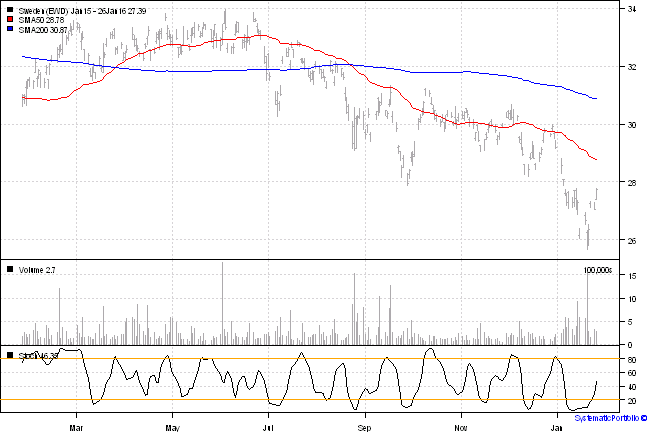 Sweden (EWD) Jan 15 - 26Jan16 27.39
SMA50 28.78
SMA200 30.87
34
32
30
28
26
Volume 2.7
100,000s
15
10
5
0
46.39
80
60
40
20
Mar
May
Jul
Sep
Nov
Jan
SystematicPortfolio ©